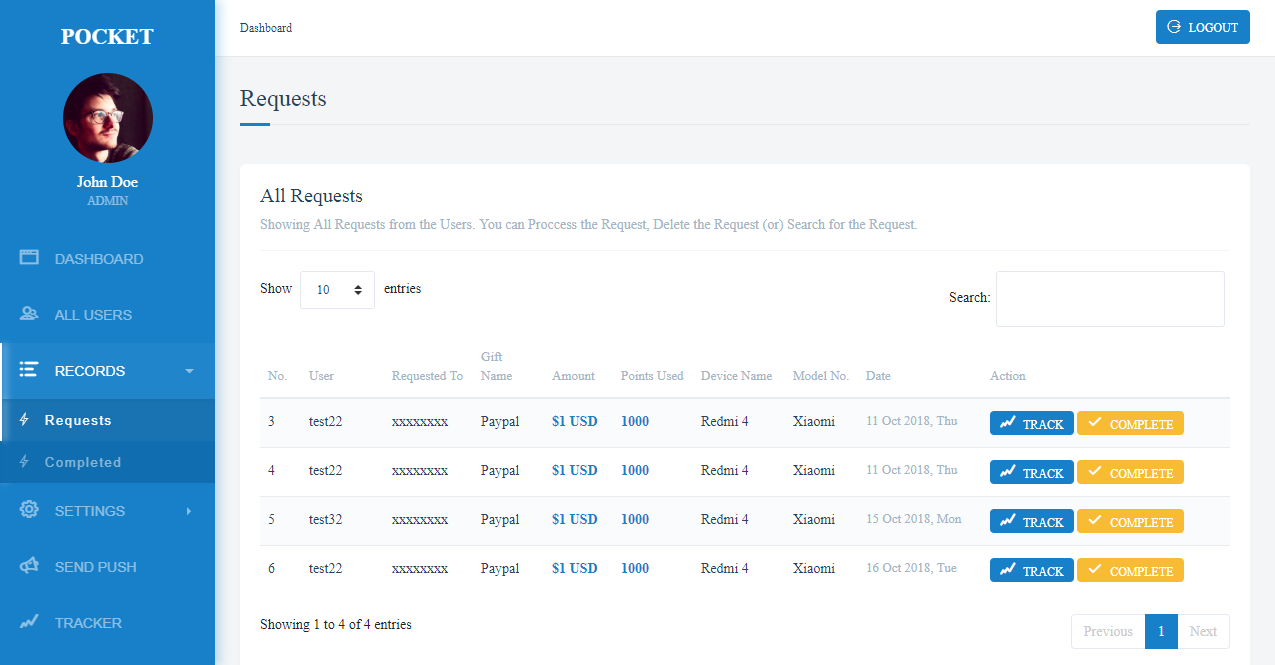 POCKET
John Doe
ADMIN
DASHBOARD
ALL USERS
RECORDS
Requests
Completed
SETTINGS
SEND PUSH
TRACKER
Dashboard
LOGOUT
Requests
All Requests
Showing All Requests from the Users. You can Proccess the Request, Delete the Request (or) Search for the Request.
Show 10 entries
Search:
No. User Requested To Gift Name Amount Points Used Device Name Model No. Date Action
3 test22 xxxxxxxx Paypal $1 USD 1000 Redmi 4 Xiaomi 11 Oct 2018, Thu TRACK COMPLETE
4 test22 xxxxxxxx Paypal $1 USD 1000 Redmi 4 Xiaomi 11 Oct 2018, Thu TRACK COMPLETE
5 test32 xxxxxxxx Paypal $1 USD 1000 Redmi 4 Xiaomi 15 Oct 2018, Mon TRACK COMPLETE
6 test22 xxxxxxxx Paypal $1 USD 1000 Redmi 4 Xiaomi 16 Oct 2018, Tue TRACK COMPLETE
Showing 1 to 4 of 4 entries
Previous 1 Next